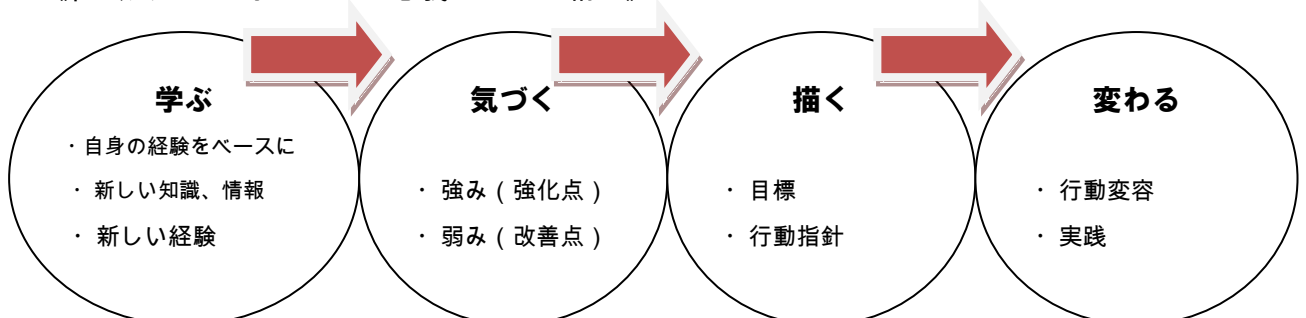 学ぶ
・自身の経験をベースに
・ 新しい知識、情報
・ 新しい経験
気づく
・ 強み（強化点）
・ 弱み（改善点）
描く
・ 目標
・ 行動指針
変わる
・ 行動変容
・ 実践